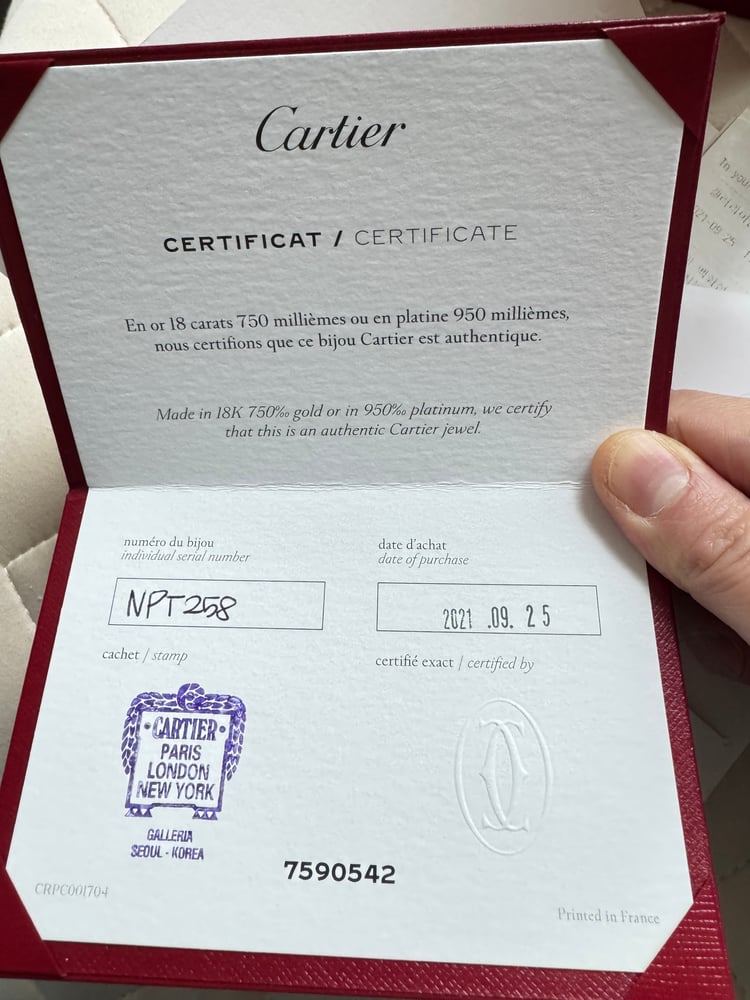 Cartier
CERTIFICAT / CERTIFICATE
En or 18 carats 750 millièmes ou en platine 950 millièmes,
nous certifions que ce bijou Cartier est authentique.
Made in 18K 750‰ gold or in 950‰ platinum, we certify
that this is an authentic Cartier jewel.
numéro du bijou
individual serial number
NPT258
date d'achat
date of purchase
2021 .09. 25
cachet / stamp
·CARTIER·
PARIS
LONDON
NEW YORK
GALLERIA
SEOUL - KOREA
certifié exact / certified by
7590542
CRPC001704
Printed in France
In your